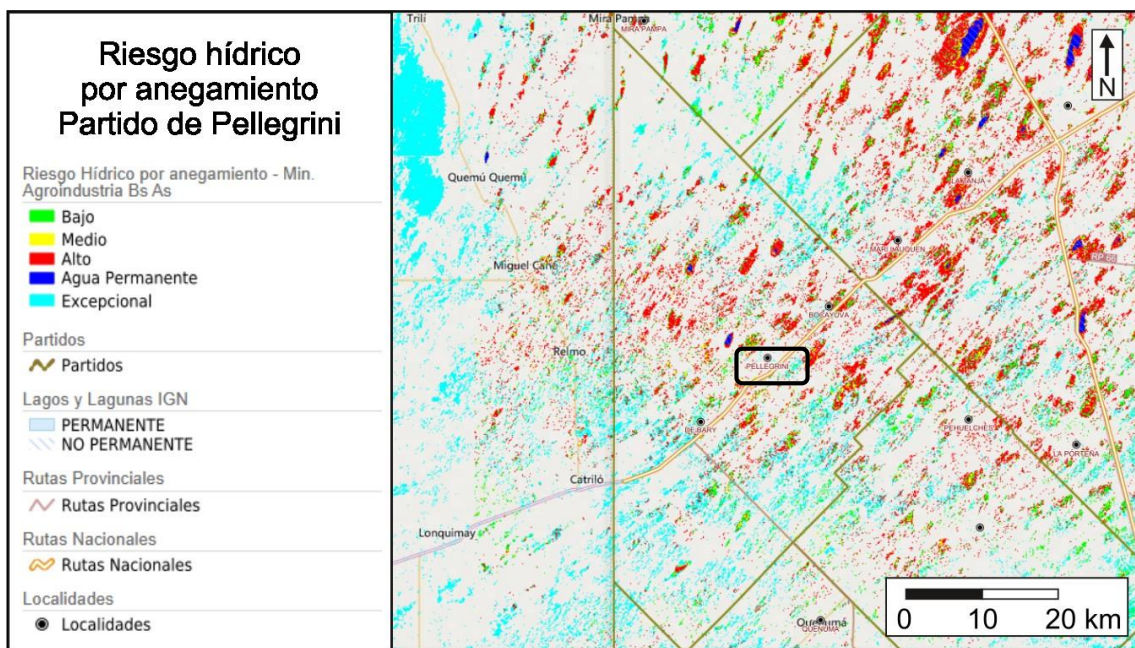 Riesgo hídrico
por anegamiento
Partido de Pellegrini
Riesgo Hídrico por anegamiento - Min.
Agroindustria Bs As
Bajo
Medio
Alto
Agua Permanente
Excepcional
Partidos
Partidos
Lagos y Lagunas IGN
PERMANENTE
NO PERMANENTE
Rutas Provinciales
Rutas Provinciales
Rutas Nacionales
Rutas Nacionales
Localidades
Localidades
Trilí
Mira Pampa
MIRA PAMPA
N
Quemú Quemú
Miguel Cané
RP 66
BOCAYUVA
Relmo
PELLEGRINI
DE BARY
PEHUELCHES
LA PORTEÑA
Catriló
Lonquimay
Quenumá
QUENUMA
0 10 20 km